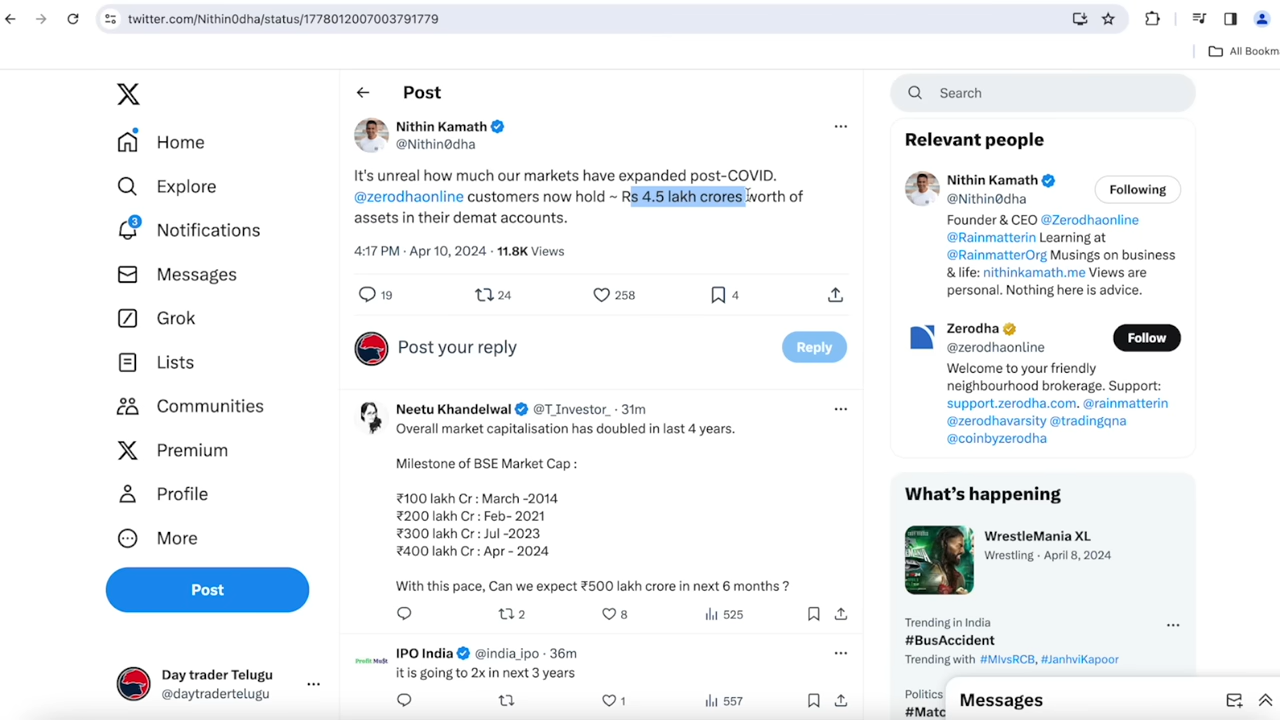 twitter.com/Nithin0dha/status/1778012007003791779
All Bookm
Home
Explore
3
Notifications
Messages
Grok
Lists
Communities
Premium
Profile
More
Post
Day trader Telugu
@daytradertelugu
Post
Nithin Kamath
@Nithin0dha
It's unreal how much our markets have expanded post-COVID.
@zerodhaonline customers now hold ~ Rs 4.5 lakh crores worth of
assets in their demat accounts.
4:17 PM · Apr 10, 2024 · 11.8K Views
19 24 258 4
Post your reply
Reply
Neetu Khandelwal @T_Investor_ · 31m
Overall market capitalisation has doubled in last 4 years.
Milestone of BSE Market Cap :
₹100 lakh Cr : March -2014
₹200 lakh Cr : Feb- 2021
₹300 lakh Cr : Jul -2023
₹400 lakh Cr : Apr - 2024
With this pace, Can we expect ₹500 lakh crore in next 6 months ?
2 8 525
Profit Must
IPO India @india_ipo · 36m
it is going to 2x in next 3 years
1 557
Search
Relevant people
Nithin Kamath
@Nithin0dha
Following
Founder & CEO @Zerodhaonline
@Rainmatterin Learning at
@RainmatterOrg Musings on business
& life: nithinkamath.me Views are
personal. Nothing here is advice.
Zerodha
@zerodhaonline
Follow
Welcome to your friendly
neighbourhood brokerage. Support:
support.zerodha.com. @rainmatterin
@zerodhavarsity @tradingqna
@coinbyzerodha
What's happening
WrestleMania XL
Wrestling · April 8, 2024
Trending in India
#BusAccident
Trending with #MIvsRCB, #JanhviKapoor
Politics
#Matc
Messages